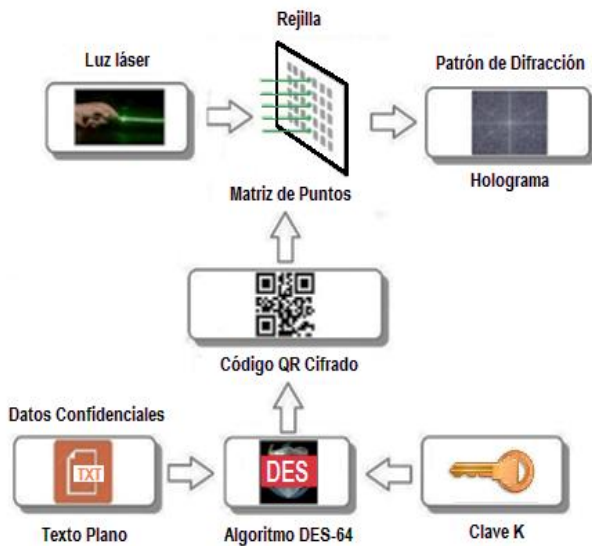 Rejilla
Luz láser
Patrón de Difracción
Matriz de Puntos
Holograma
Código QR Cifrado
Datos Confidenciales
TXT
DES
Texto Plano
Algoritmo DES-64
Clave K